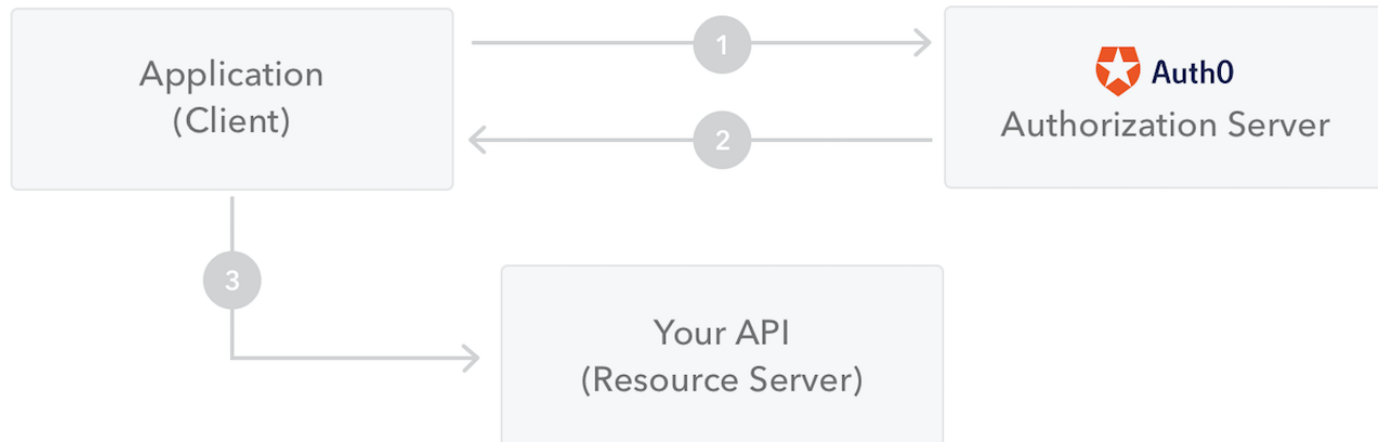 Application
(Client)
1
Auth0
Authorization Server
2
3
Your API
(Resource Server)